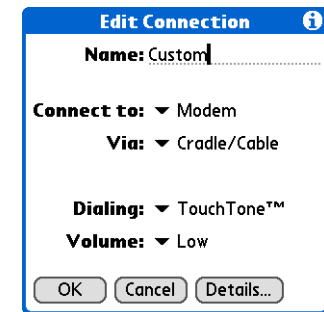 Edit Connection
Name: Custom
Connect to: Modem
Via: Cradle/Cable
Dialing: TouchTone™
Volume: Low
OK Cancel Details...